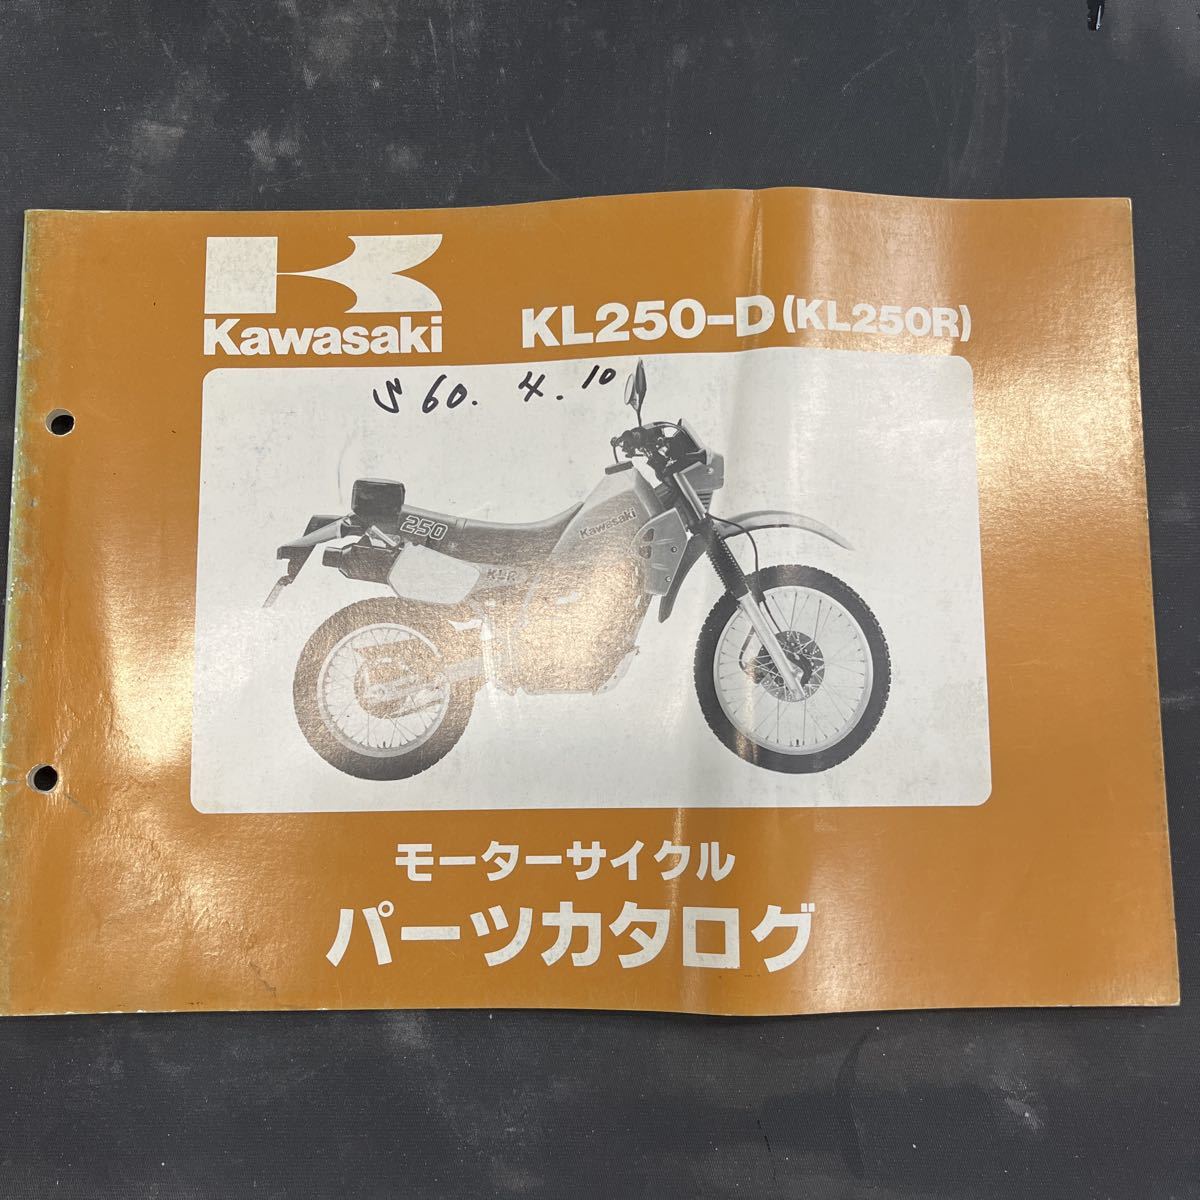 Kawasaki
KL250-D (KL250R)
S60. 4. 10
250
Kawasaki
KLR
モーターサイクル
パーツカタログ